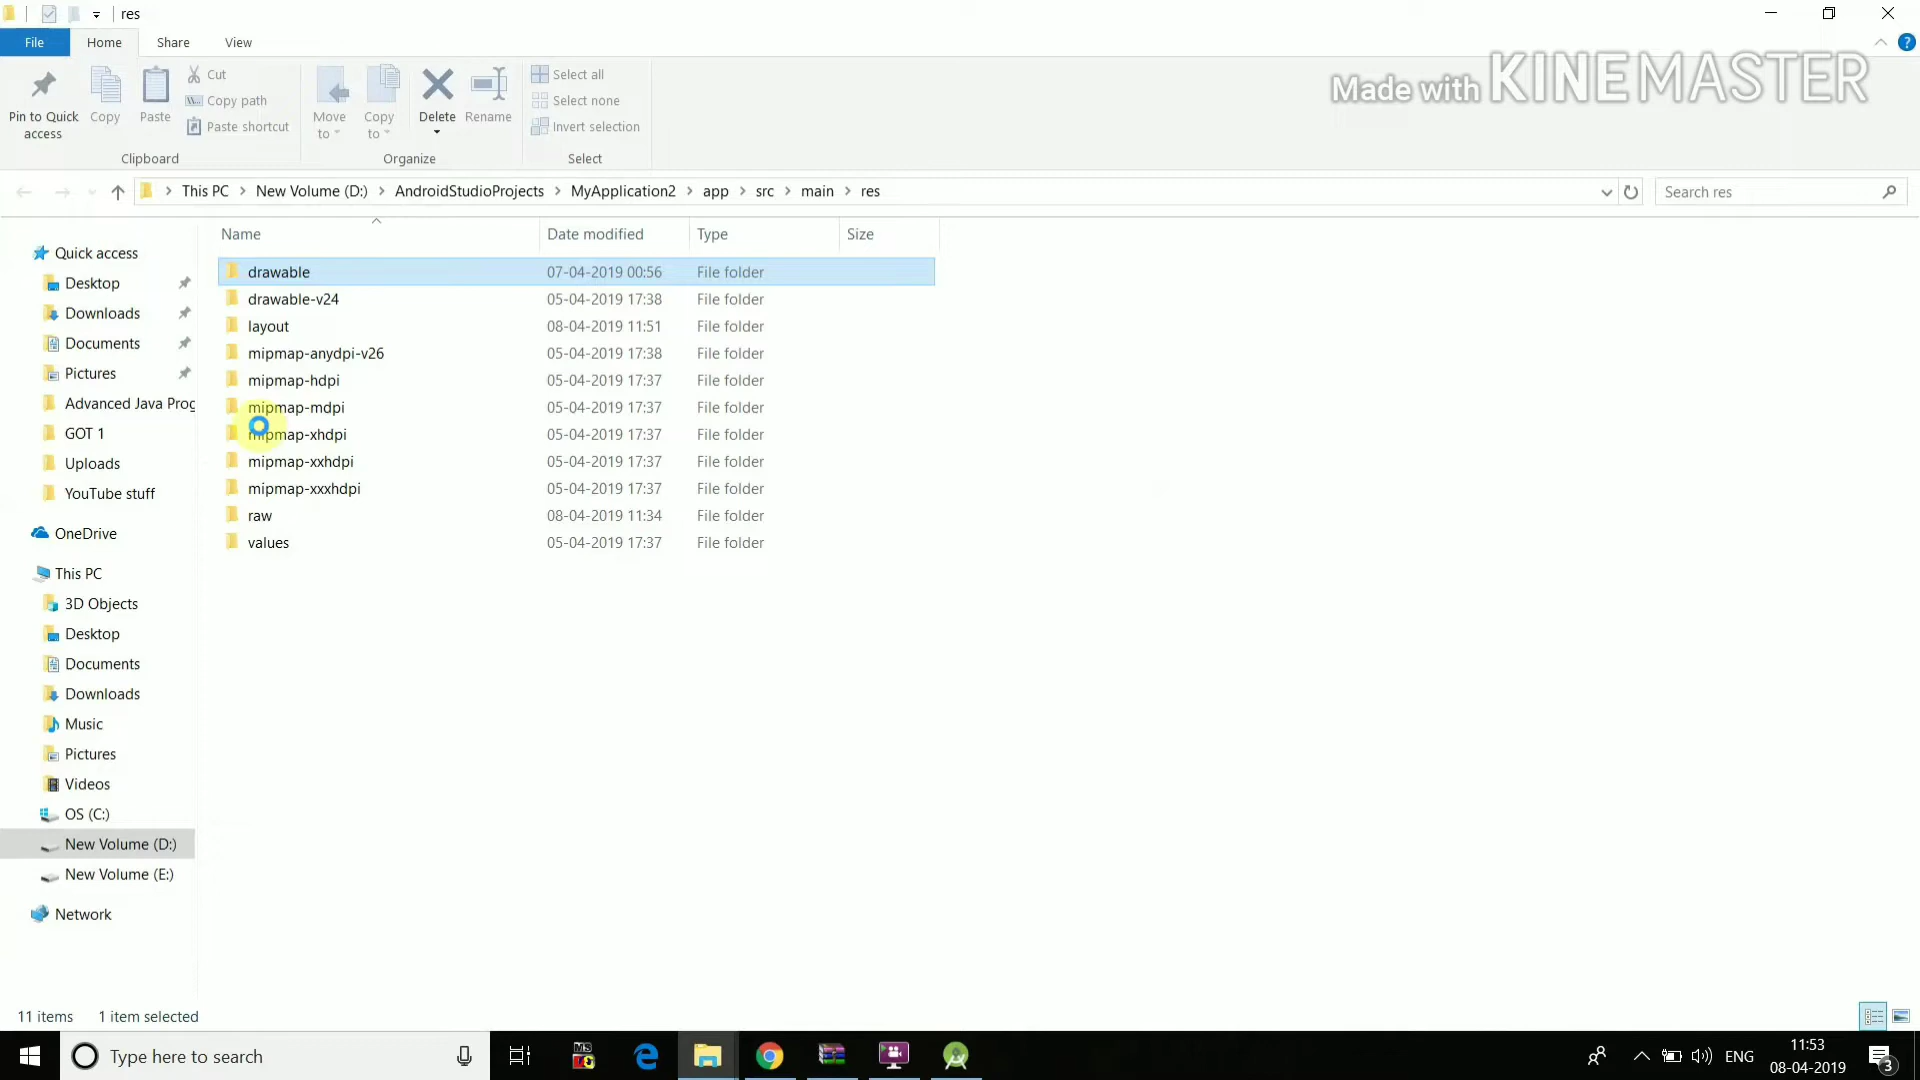 res
File Home Share View
Made with KINEMASTER
Pin to Quick access
Copy
Paste
Cut
Copy path
Paste shortcut
Move to
Copy to
Delete
Rename
Select all
Select none
Invert selection
Clipboard Organize Select
This PC New Volume (D:) AndroidStudioProjects MyApplication2 app src main res
Search res
Name Date modified Type Size
drawable 07-04-2019 00:56 File folder
drawable-v24 05-04-2019 17:38 File folder
layout 08-04-2019 11:51 File folder
mipmap-anydpi-v26 05-04-2019 17:38 File folder
mipmap-hdpi 05-04-2019 17:37 File folder
mipmap-mdpi 05-04-2019 17:37 File folder
mipmap-xhdpi 05-04-2019 17:37 File folder
mipmap-xxhdpi 05-04-2019 17:37 File folder
mipmap-xxxhdpi 05-04-2019 17:37 File folder
raw 08-04-2019 11:34 File folder
values 05-04-2019 17:37 File folder
Quick access
Desktop
Downloads
Documents
Pictures
Advanced Java Prog
GOT 1
Uploads
YouTube stuff
OneDrive
This PC
3D Objects
Desktop
Documents
Downloads
Music
Pictures
Videos
OS (C:)
New Volume (D:)
New Volume (E:)
Network
11 items 1 item selected
Type here to search
ENG
11:53
08-04-2019
3